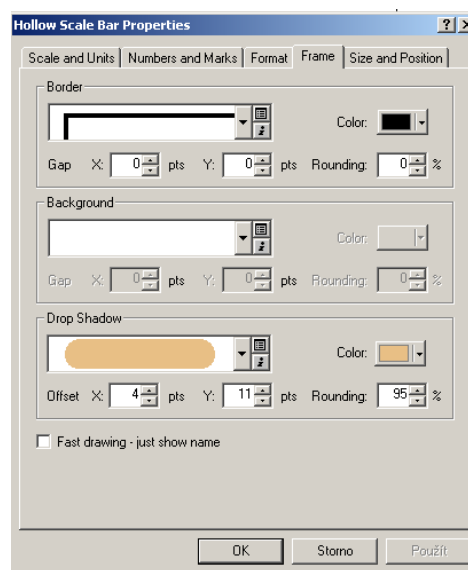 Hollow Scale Bar Properties ? X
Scale and Units Numbers and Marks Format Frame Size and Position
Border
Color:
Gap X: 0 pts Y: 0 pts Rounding: 0 %
Background
Color:
Gap X: 0 pts Y: 0 pts Rounding: 0 %
Drop Shadow
Color:
Offset X: 4 pts Y: 11 pts Rounding: 95 %
Fast drawing - just show name
OK Storno Použít